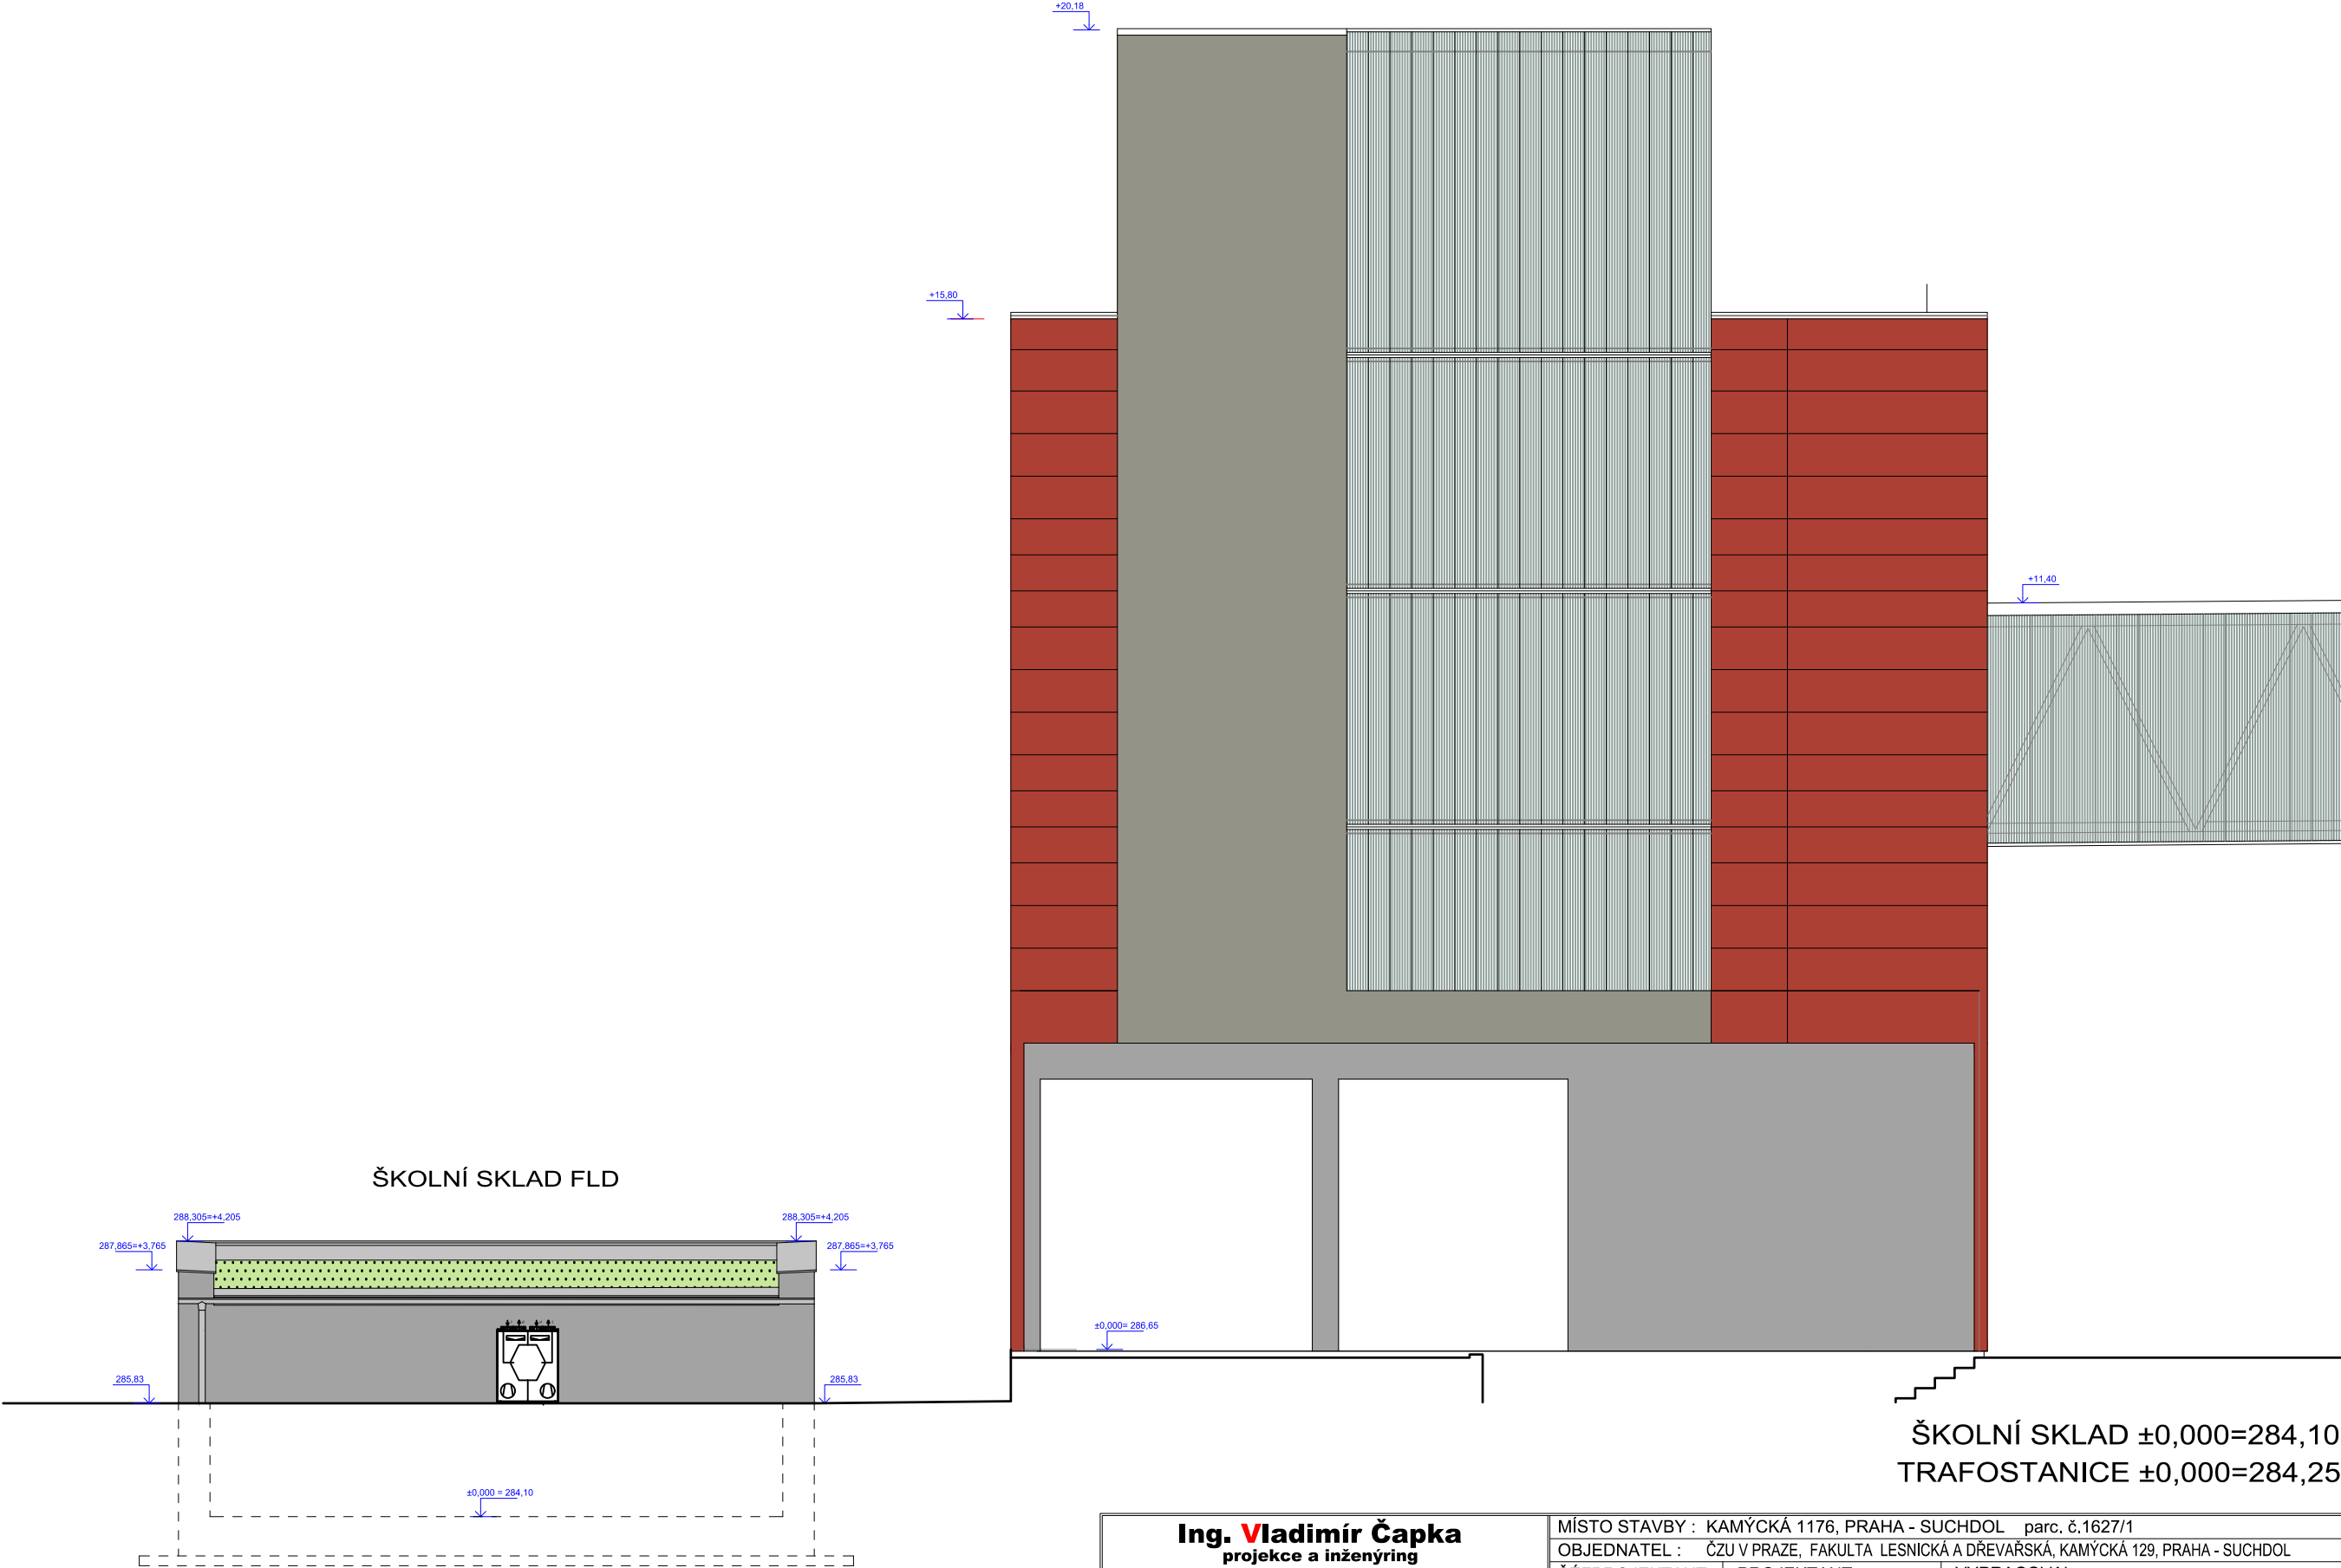 +20,18
+15,80
+11,40
ŠKOLNÍ SKLAD FLD
288,305=+4,205
288,305=+4,205
287,865=+3,765
287,865=+3,765
±0,000= 286,65
285,83
285,83
ŠKOLNÍ SKLAD ±0,000=284,10
TRAFOSTANICE ±0,000=284,25
±0,000 = 284,10
Ing. Vladimír Čapka
projekce a inženýring
MÍSTO STAVBY : KAMÝCKÁ 1176, PRAHA - SUCHDOL parc. č.1627/1
OBJEDNATEL : ČZU V PRAZE, FAKULTA LESNICKÁ A DŘEVAŘSKÁ, KAMÝCKÁ 129, PRAHA - SUCHDOL